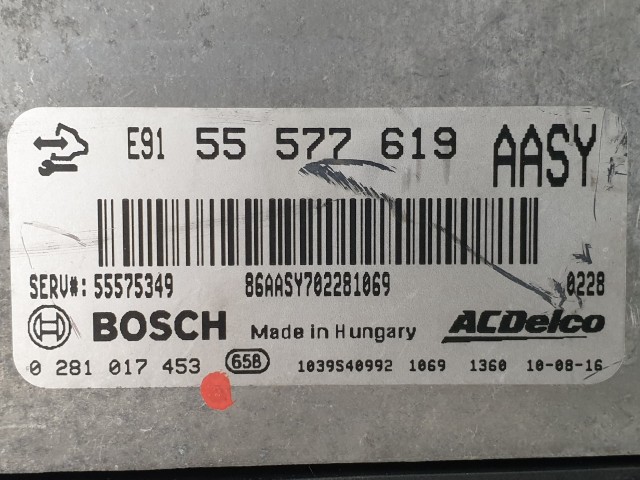 E91 55 577 619 AASY
SERV#: 55575349 86AASY702281069 0228
BOSCH Made in Hungary ACDelco
0 281 017 453 65B 1039S40992 1069 1360 10-08-16